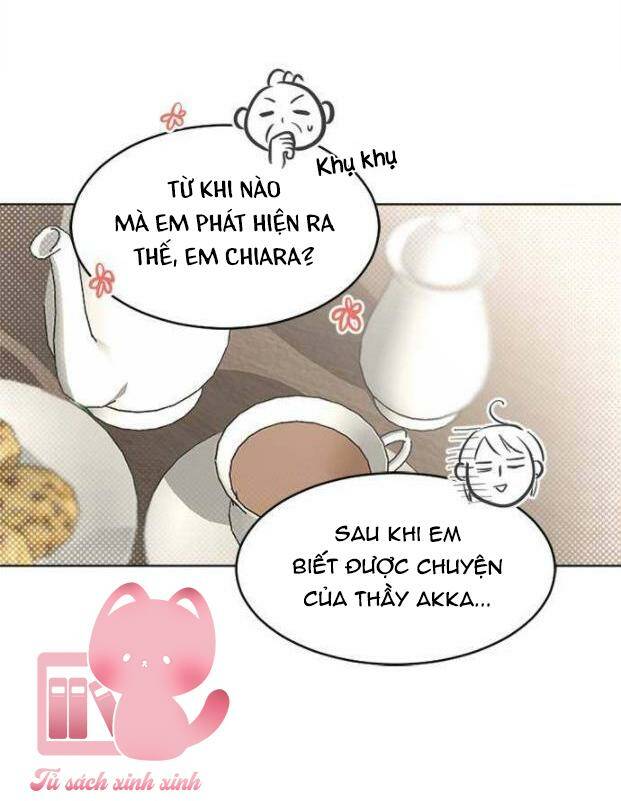 Khụ khụ
TỪ KHI NÀO
MÀ EM PHÁT HIỆN RA
THẾ, EM CHIARA?
SAU KHI EM
BIẾT ĐƯỢC CHUYỆN
CỦA THẦY AKKA...
Tủ sách xinh xinh